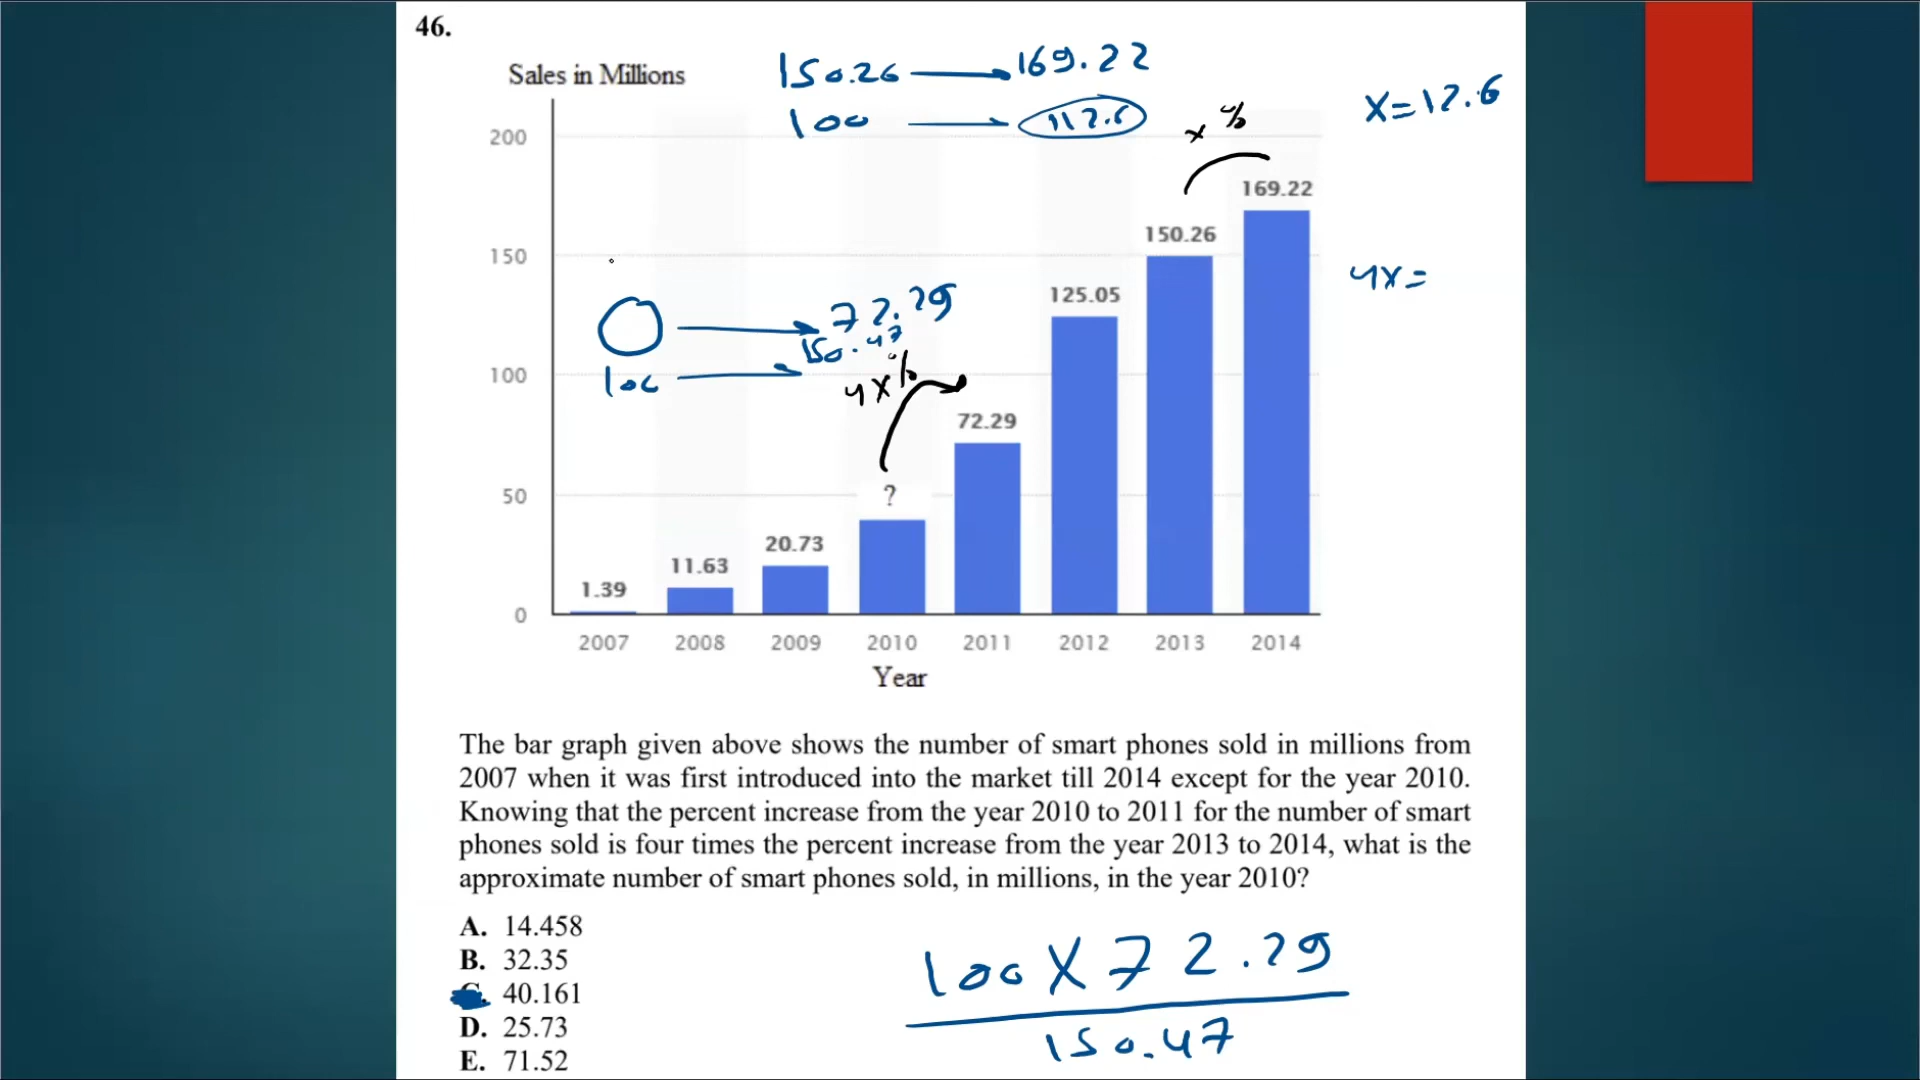 46.
Sales in Millions
150.26 → 169.22
100 → 112.6
x %
x=12.6
200
169.22
150.26
150
4x=
125.05
72.29
150.47
100
100
4x%
72.29
50
?
20.73
11.63
1.39
0
2007 2008 2009 2010 2011 2012 2013 2014
Year
The bar graph given above shows the number of smart phones sold in millions from
2007 when it was first introduced into the market till 2014 except for the year 2010.
Knowing that the percent increase from the year 2010 to 2011 for the number of smart
phones sold is four times the percent increase from the year 2013 to 2014, what is the
approximate number of smart phones sold, in millions, in the year 2010?
A. 14.458
B. 32.35
C. 40.161
D. 25.73
E. 71.52
100 X 72.29
150.47